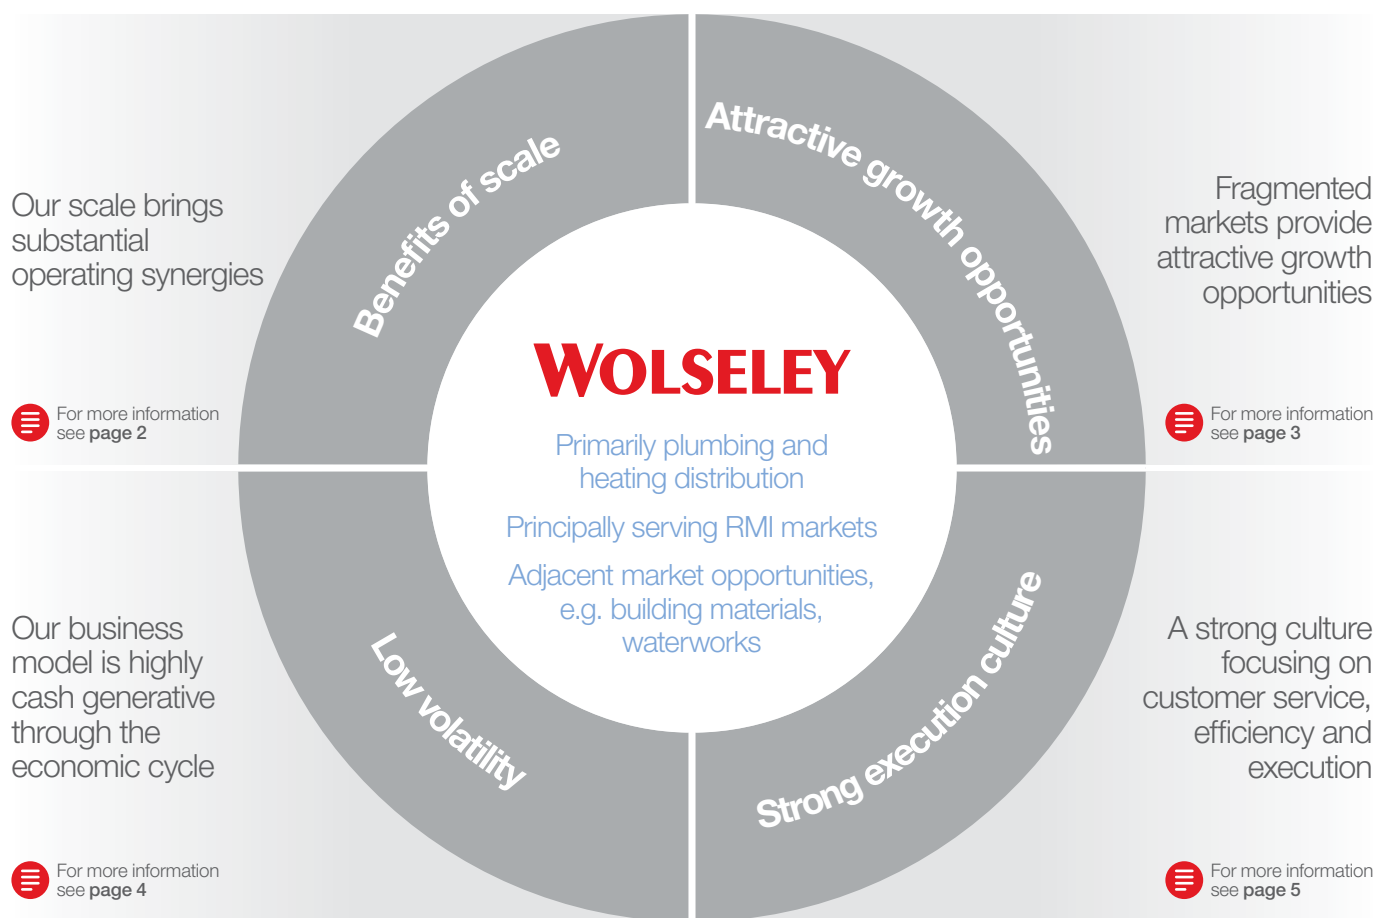 Benefits of scale
Attractive growth opportunities
Our scale brings
substantial
operating synergies
For more information
see page 2
Fragmented
markets provide
attractive growth
opportunities
For more information
see page 3
WOLSELEY
Primarily plumbing and
heating distribution
Principally serving RMI markets
Adjacent market opportunities,
e.g. building materials,
waterworks
Low volatility
Strong execution culture
Our business
model is highly
cash generative
through the
economic cycle
For more information
see page 4
A strong culture
focusing on
customer service,
efficiency and
execution
For more information
see page 5